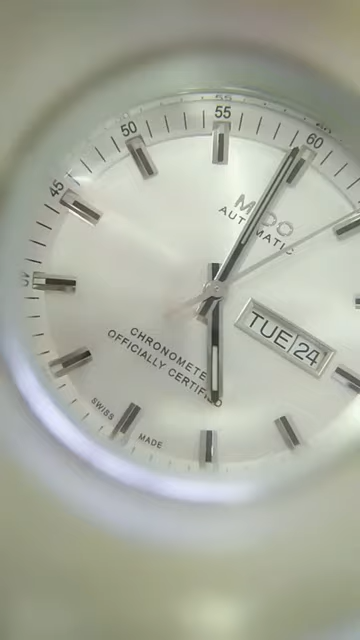 55
50
60
45
MIDO
AUTOMATIC
TUE 24
CHRONOMETER
OFFICIALLY CERTIFIED
SWISS MADE